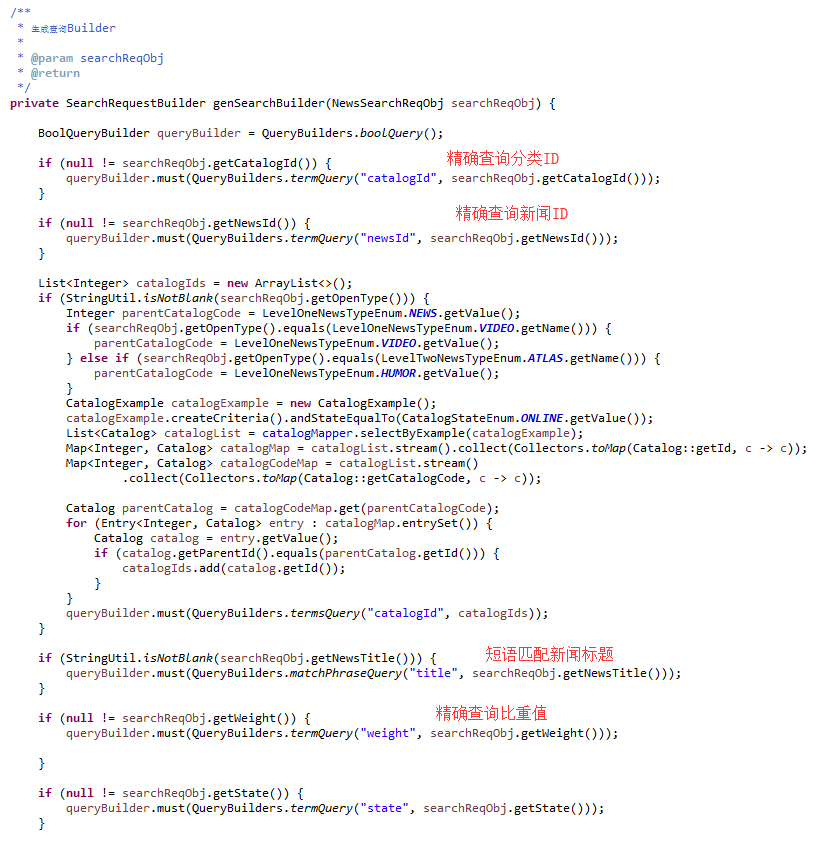 /**
 * 生成查询Builder
 *
 * @param searchReqObj
 * @return
 */
private SearchRequestBuilder genSearchBuilder(NewsSearchReqObj searchReqObj) {
    BoolQueryBuilder queryBuilder = QueryBuilders.boolQuery();
    if (null != searchReqObj.getCatalogId()) { 精确查询分类ID
        queryBuilder.must(QueryBuilders.termQuery("catalogId", searchReqObj.getCatalogId()));
    }
    if (null != searchReqObj.getNewsId()) { 精确查询新闻ID
        queryBuilder.must(QueryBuilders.termQuery("newsId", searchReqObj.getNewsId()));
    }
    List<Integer> catalogIds = new ArrayList<>();
    if (StringUtil.isNotBlank(searchReqObj.getOpenType())) {
        Integer parentCatalogCode = LevelOneNewsTypeEnum.NEWS.getValue();
        if (searchReqObj.getOpenType().equals(LevelOneNewsTypeEnum.VIDEO.getName())) {
            parentCatalogCode = LevelOneNewsTypeEnum.VIDEO.getValue();
        } else if (searchReqObj.getOpenType().equals(LevelTwoNewsTypeEnum.ATLAS.getName())) {
            parentCatalogCode = LevelOneNewsTypeEnum.HUMOR.getValue();
        }
        CatalogExample catalogExample = new CatalogExample();
        catalogExample.createCriteria().andStateEqualTo(CatalogStateEnum.ONLINE.getValue());
        List<Catalog> catalogList = catalogMapper.selectByExample(catalogExample);
        Map<Integer, Catalog> catalogMap = catalogList.stream().collect(Collectors.toMap(Catalog::getId, c -> c));
        Map<Integer, Catalog> catalogCodeMap = catalogList.stream()
                .collect(Collectors.toMap(Catalog::getCatalogCode, c -> c));
        Catalog parentCatalog = catalogCodeMap.get(parentCatalogCode);
        for (Entry<Integer, Catalog> entry : catalogMap.entrySet()) {
            Catalog catalog = entry.getValue();
            if (catalog.getParentId().equals(parentCatalog.getId())) {
                catalogIds.add(catalog.getId());
            }
        }
        queryBuilder.must(QueryBuilders.termsQuery("catalogId", catalogIds));
    }
    if (StringUtil.isNotBlank(searchReqObj.getNewsTitle())) { 短语匹配新闻标题
        queryBuilder.must(QueryBuilders.matchPhraseQuery("title", searchReqObj.getNewsTitle()));
    }
    if (null != searchReqObj.getWeight()) { 精确查询比重值
        queryBuilder.must(QueryBuilders.termQuery("weight", searchReqObj.getWeight()));
    }
    if (null != searchReqObj.getState()) {
        queryBuilder.must(QueryBuilders.termQuery("state", searchReqObj.getState()));
    }